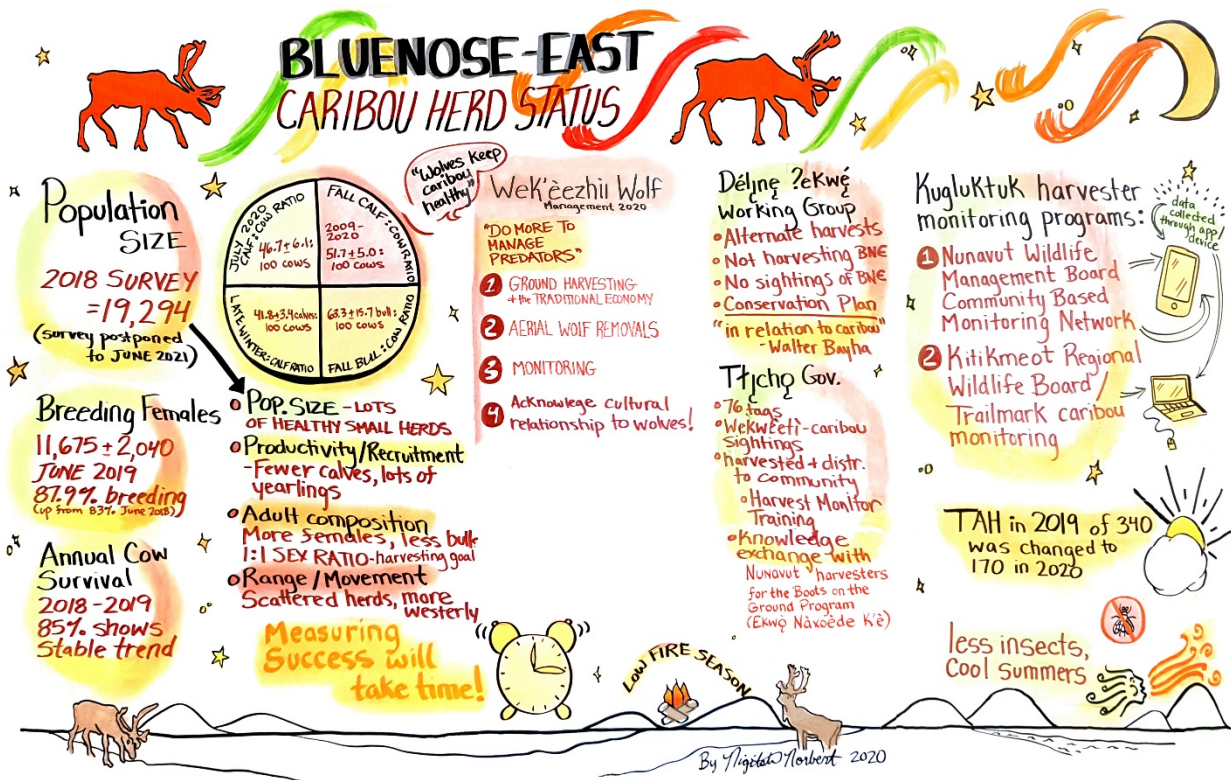 BLUENOSE-EAST
CARIBOU HERD STATUS
Population
SIZE
2018 SURVEY
=19,294
(survey postponed
to JUNE 2021)
Breeding Females
11,675 ± 2,040
JUNE 2019
87.9% breeding
(up from 83% June 2018)
Annual Cow
Survival
2018-2019
85% shows
Stable trend
JULY 2020
CALF:COW RATIO
46.7±6.1:
100 COWS
FALL CALF:COW RATIO
2009-
2020
51.7±5.0:
100 COWS
LATE WINTER:CALF RATIO
41.8±3.4 calves:
100 COWS
FALL BULL:COW RATIO
63.3±15.7 bull:
100 COWS
"Wolves Keep
caribou
healthy"
• POP. SIZE - LOTS
OF HEALTHY SMALL HERDS
• Productivity/Recruitment
-Fewer calves, lots of
yearlings
• Adult composition
More females, less bulls
1:1 SEX RATIO-harvesting goal
• Range/Movement
Scattered herds, more
westerly
Measuring
Success will
take time!
Wek'èezhìi Wolf
Management 2020
"DO MORE TO
MANAGE
PREDATORS"
1 GROUND HARVESTING
+ the TRADITIONAL ECONOMY
2 AERIAL WOLF REMOVALS
3 MONITORING
4 Acknowlege cultural
relationship to wolves!
Délįnę ?ekwę́
Working Group
• Alternate harvests
• Not harvesting BNE
• No sightings of BNE
• Conservation Plan
"in relation to caribou"
-Walter Bayha
Tłı̨chǫ Gov.
• 76 tags
• Wekweètì-caribou
sightings
• harvested + distr.
to community
• Harvest Monitor
Training
• Knowledge
exchange with
Nunavut harvesters
for the Boots on the
Ground Program
(Ekwǫ̀ Nàxoède K'è)
Kugluktuk harvester
monitoring programs:
data
collected
through app/
device
1 Nunavut Wildlife
Management Board
Community Based
Monitoring Network
2 Kitikmeot Regional
Wildlife Board/
Trailmark caribou
monitoring
TAH in 2019 of 340
was changed to
170 in 2020
less insects,
Cool summers
LOW FIRE SEASON
By Norbert 2020